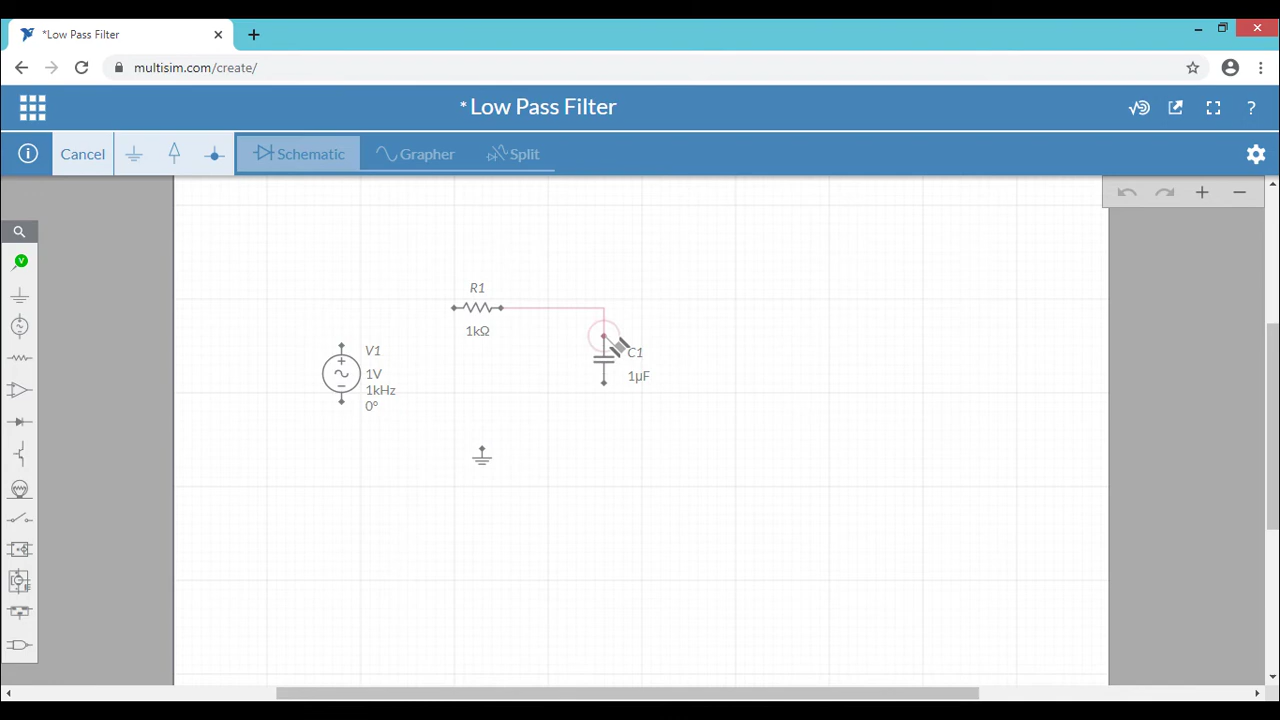 *Low Pass Filter
multisim.com/create/
*Low Pass Filter
?
Cancel
Schematic
Grapher
Split
V
R1
1kΩ
V1
1V
1kHz
0°
C1
1µF